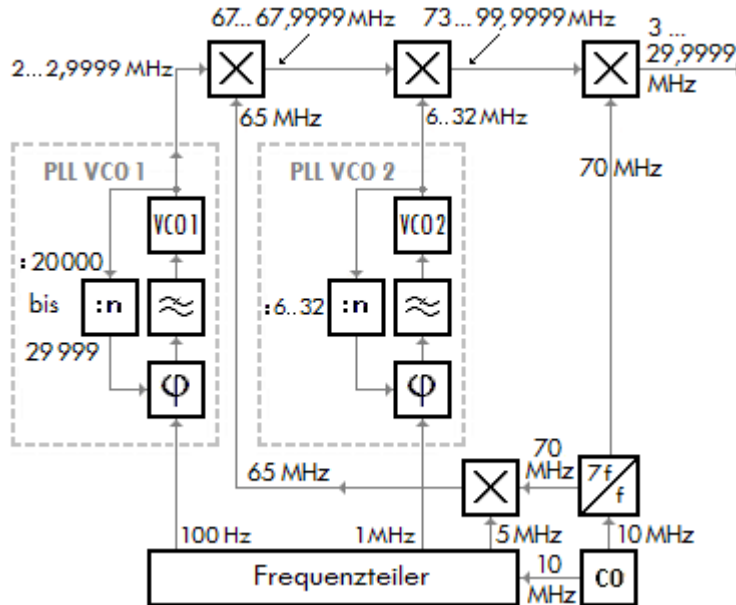 67... 67,9999 MHz
73...99,9999 MHz
3 ...
29,9999
MHz
2...2,9999 MHz
65 MHz
6..32 MHz
70 MHz
PLL VCO 1
PLL VCO 2
VCO1
VCO2
:20000
bis
29 999
:n
:6..32
:n
φ
φ
65 MHz
70
MHz
7f
f
100 Hz
1 MHz
5 MHz
10 MHz
Frequenzteiler
10
MHz
CO